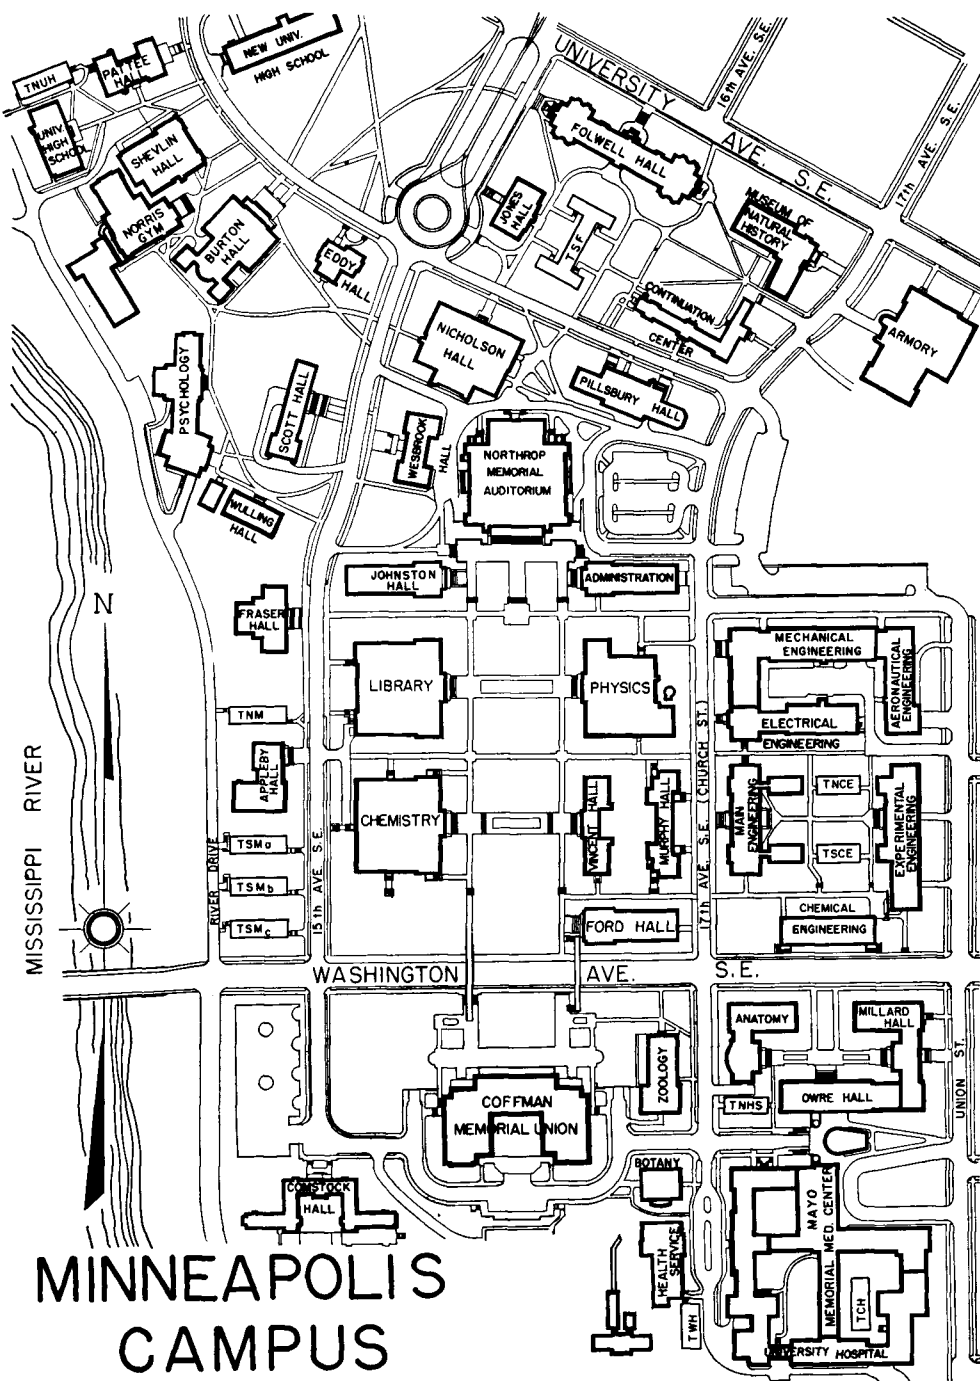 NEW UNIV.
HIGH SCHOOL
UNIVERSITY AVE. S.E.
16th AVE. S.E.
17th AVE. S.E.
TNUH
PATTEE
HALL
UNIV.
HIGH
SCHOOL
SHEVLIN
HALL
NORRIS
GYM
BURTON
HALL
EDDY
HALL
JONES
HALL
FOLWELL HALL
TSF
MUSEUM OF
NATURAL
HISTORY
CONTINUATION
CENTER
ARMORY
NICHOLSON
HALL
PILLSBURY HALL
PSYCHOLOGY
SCOTT HALL
WESBROOK
HALL
NORTHROP
MEMORIAL
AUDITORIUM
WULLING
HALL
JOHNSTON
HALL
ADMINISTRATION
N
FRASER
HALL
LIBRARY
PHYSICS
MECHANICAL
ENGINEERING
AERONAUTICAL
ENGINEERING
ELECTRICAL
ENGINEERING
TNM
APPLEBY
HALL
CHEMISTRY
VINCENT HALL
MURPHY HALL
17th AVE. S.E. (CHURCH ST.)
MAIN
ENGINEERING
TNCE
TSCE
EXPERIMENTAL
ENGINEERING
MISSISSIPPI RIVER
RIVER DRIVE
TSMa
TSMb
TSMc
15th AVE. S.E.
FORD HALL
CHEMICAL
ENGINEERING
WASHINGTON AVE. S.E.
ANATOMY
MILLARD
HALL
UNION ST.
ZOOLOGY
TNHS
OWRE HALL
COFFMAN
MEMORIAL UNION
BOTANY
COMSTOCK
HALL
HEALTH
SERVICE
TWH
MAYO
MEMORIAL MED. CENTER
TCH
UNIVERSITY HOSPITAL
MINNEAPOLIS
CAMPUS